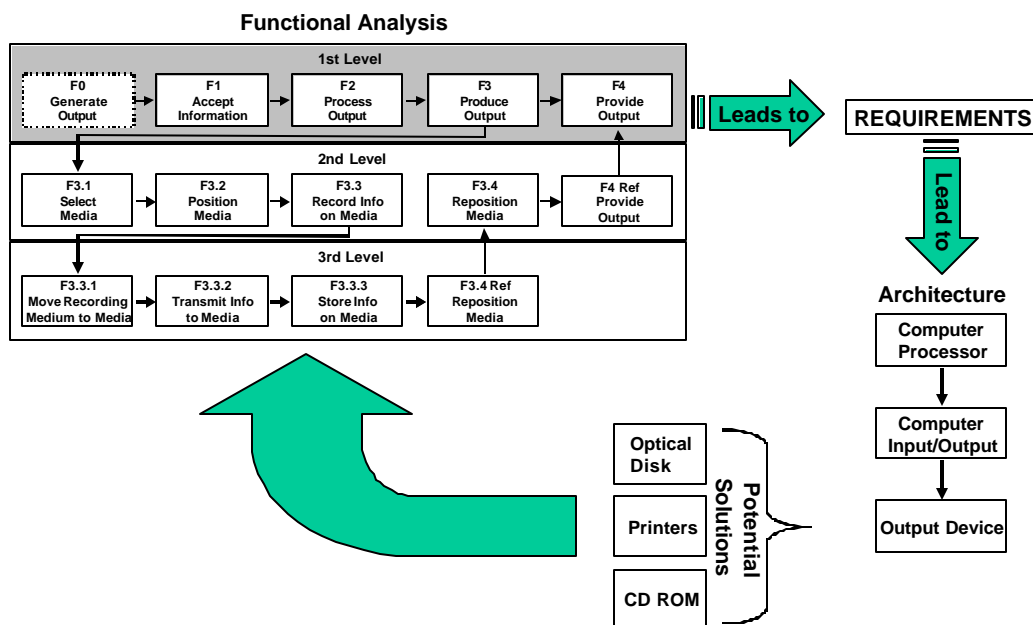 Functional Analysis
1st Level
F0
Generate
Output
F1
Accept
Information
F2
Process
Output
F3
Produce
Output
F4
Provide
Output
Leads to
REQUIREMENTS
2nd Level
F3.1
Select
Media
F3.2
Position
Media
F3.3
Record Info
on Media
F3.4
Reposition
Media
F4 Ref
Provide
Output
Lead to
3rd Level
F3.3.1
Move Recording
Medium to Media
F3.3.2
Transmit Info
to Media
F3.3.3
Store Info
on Media
F3.4 Ref
Reposition
Media
Architecture
Computer
Processor
Computer
Input/Output
Output Device
Optical
Disk
Printers
CD ROM
Potential
Solutions